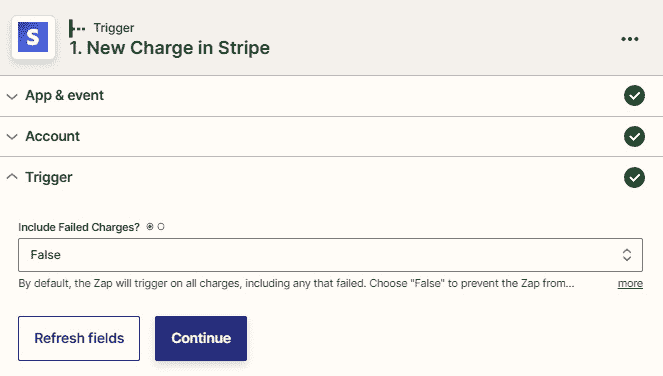 S
Trigger
1. New Charge in Stripe
App & event
Account
Trigger
Include Failed Charges?
False
By default, the Zap will trigger on all charges, including any that failed. Choose "False" to prevent the Zap from... more
Refresh fields Continue